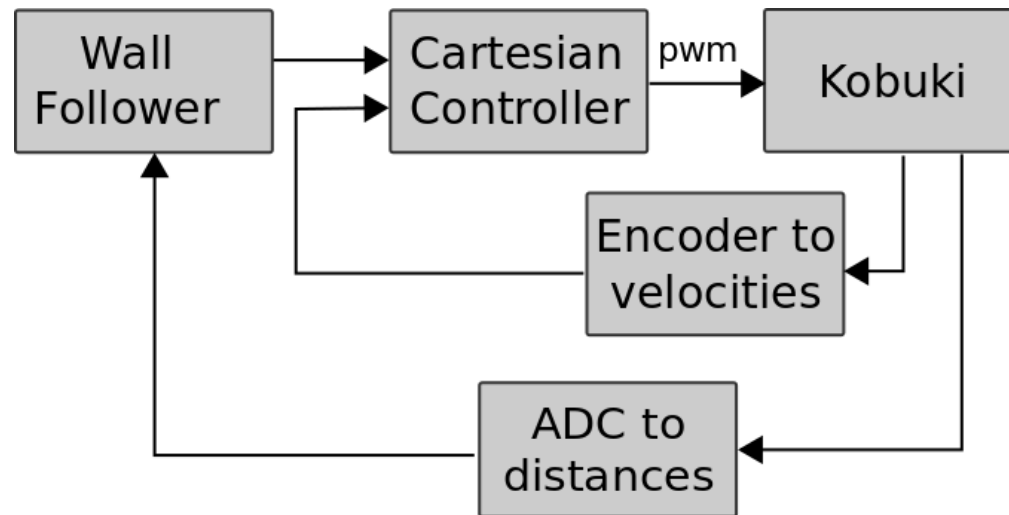 Wall
Follower
Cartesian
Controller
pwm
Kobuki
Encoder to
velocities
ADC to
distances